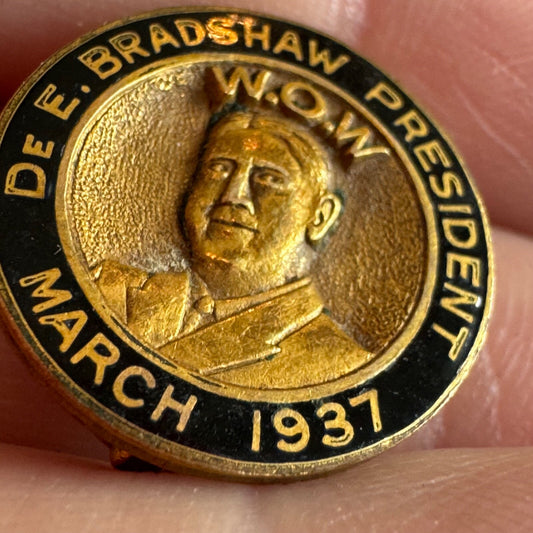 De E. BRADSHAW PRESIDENT
W.O.W
MARCH 1937